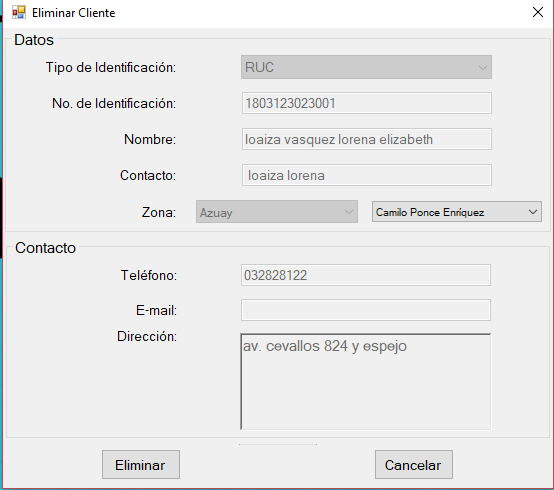 Eliminar Cliente
Datos
Tipo de Identificación: RUC
No. de Identificación: 1803123023001
Nombre: loaiza vasquez lorena elizabeth
Contacto: loaiza lorena
Zona: Azuay Camilo Ponce Enríquez
Contacto
Teléfono: 032828122
E-mail:
Dirección: av. cevallos 824 y espejo
Eliminar Cancelar